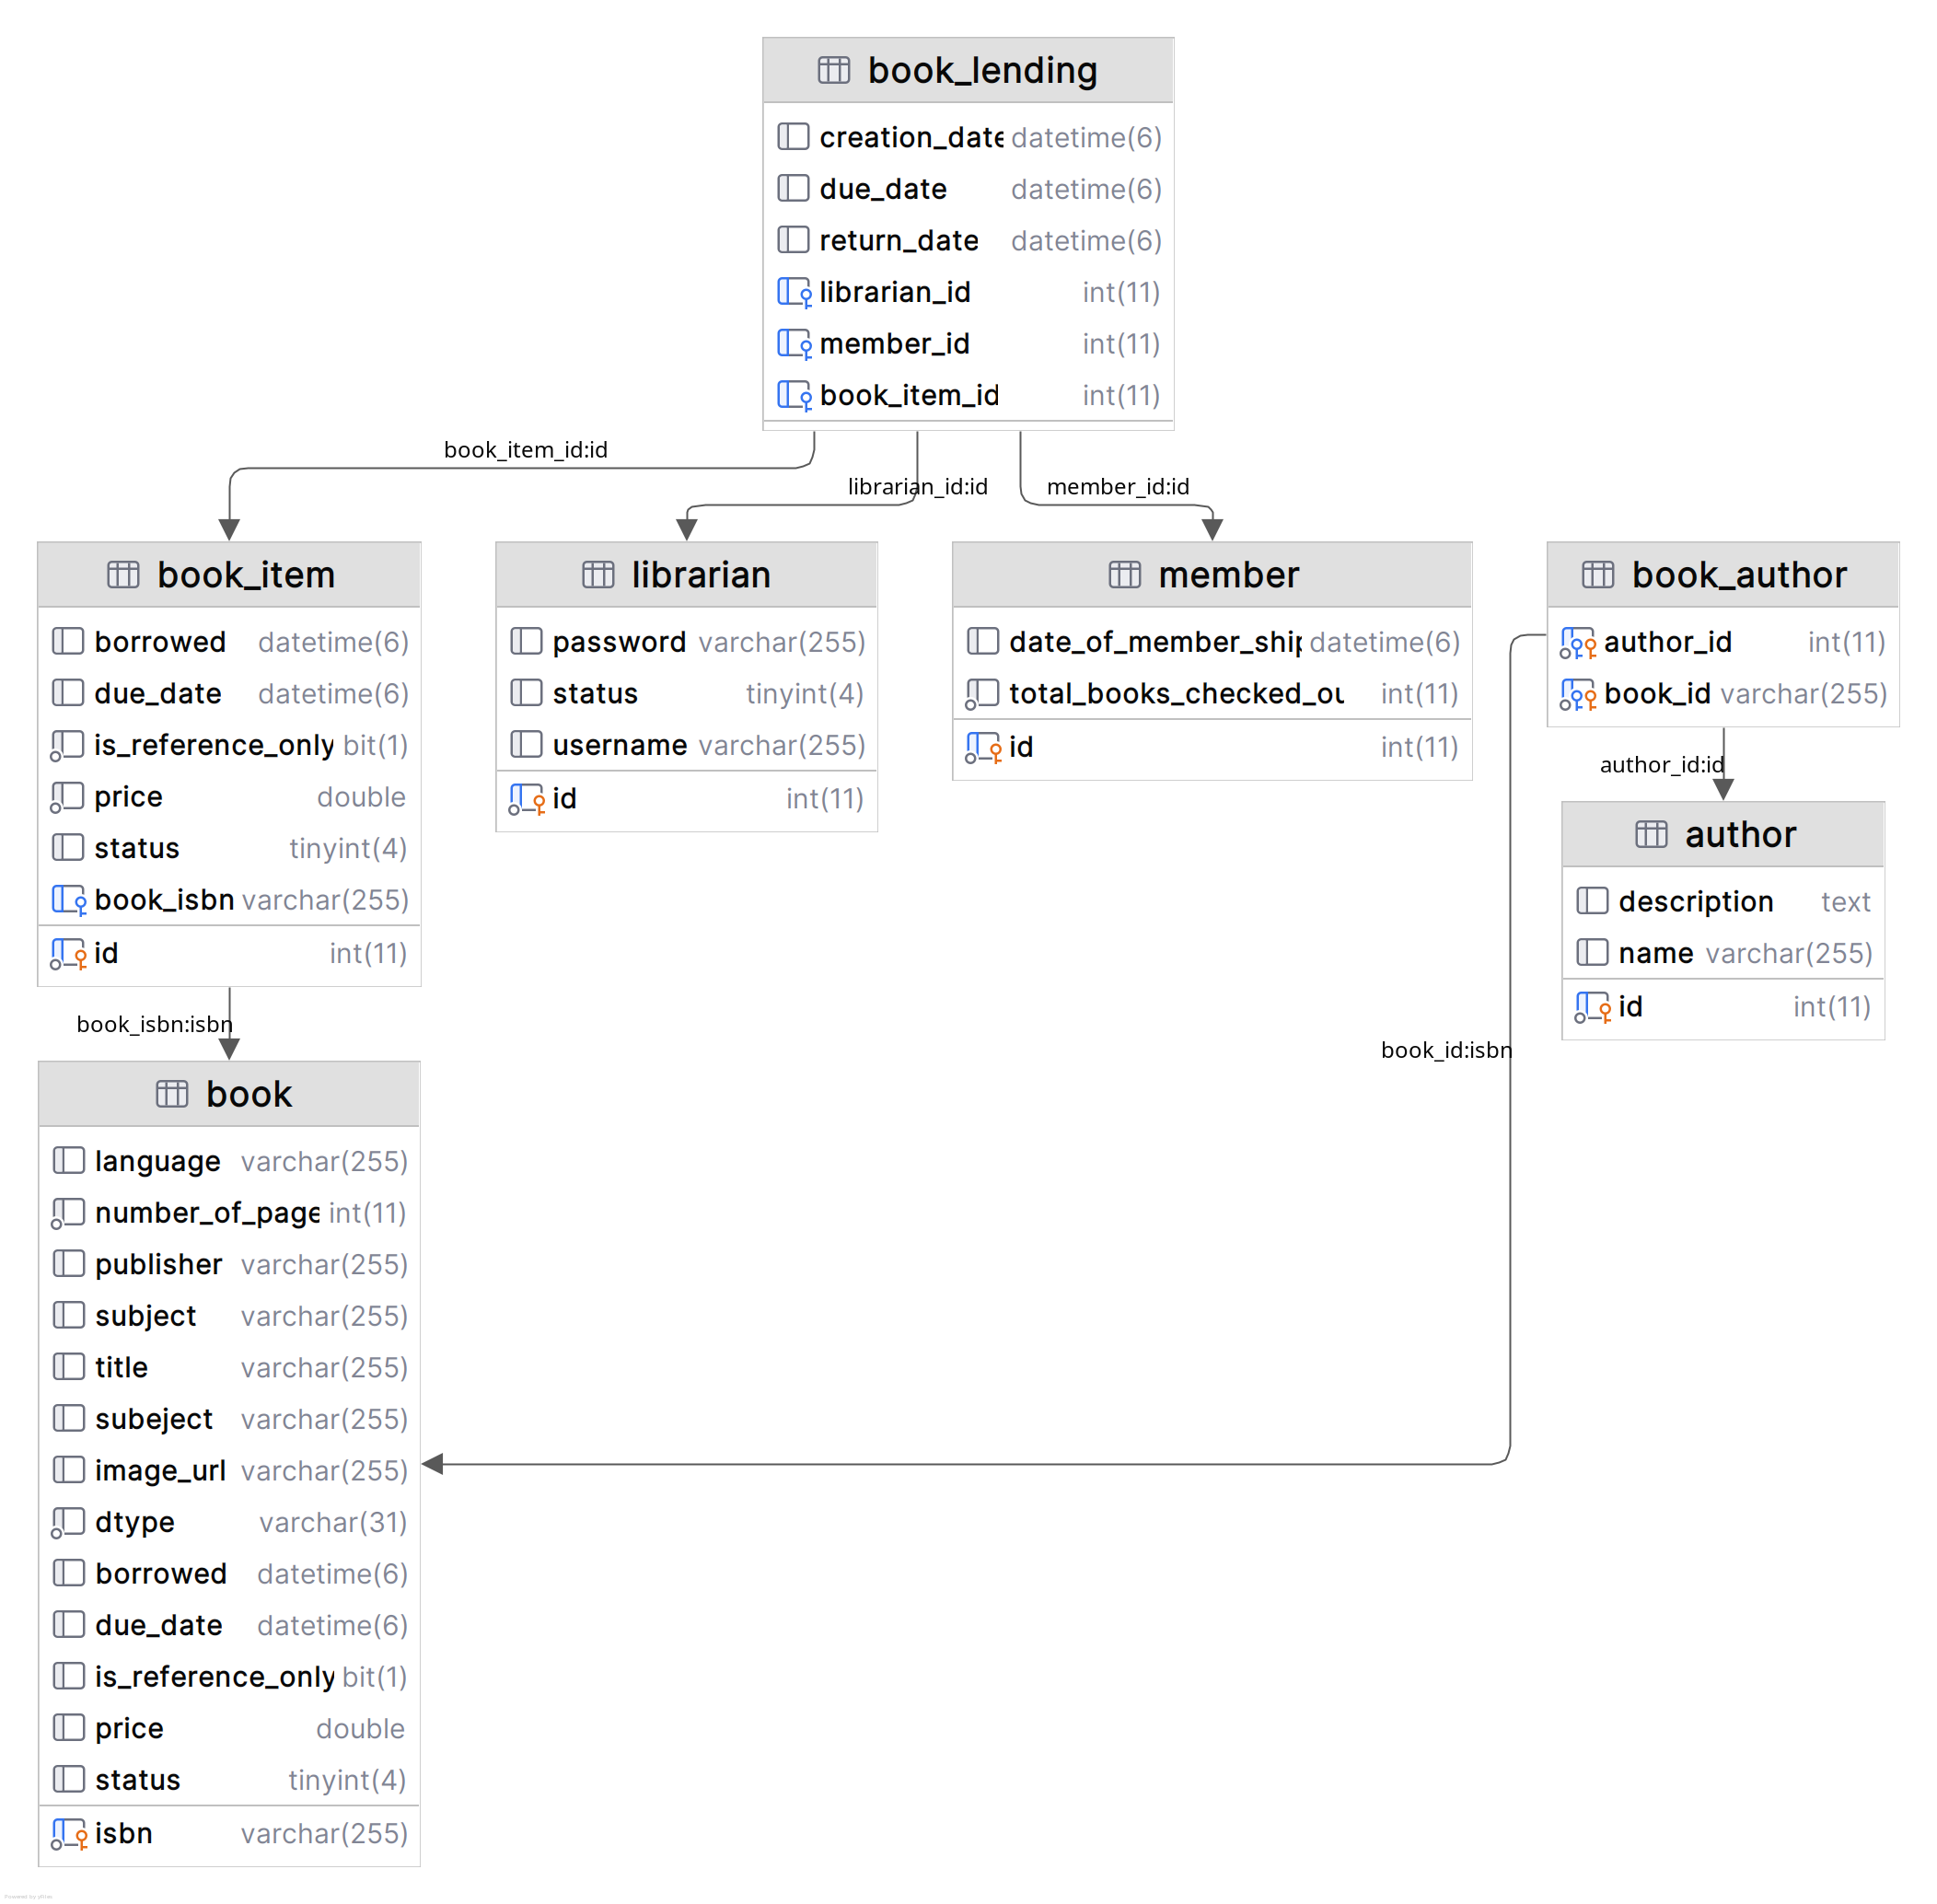 book_lending
creation_date datetime(6)
due_date datetime(6)
return_date datetime(6)
librarian_id int(11)
member_id int(11)
book_item_id int(11)
book_item_id:id
librarian_id:id
member_id:id
book_item
borrowed datetime(6)
due_date datetime(6)
is_reference_only bit(1)
price double
status tinyint(4)
book_isbn varchar(255)
id int(11)
librarian
password varchar(255)
status tinyint(4)
username varchar(255)
id int(11)
member
date_of_member_ship datetime(6)
total_books_checked_ou int(11)
id int(11)
book_author
author_id int(11)
book_id varchar(255)
author_id:id
author
description text
name varchar(255)
id int(11)
book_isbn:isbn
book_id:isbn
book
language varchar(255)
number_of_page int(11)
publisher varchar(255)
subject varchar(255)
title varchar(255)
subeject varchar(255)
image_url varchar(255)
dtype varchar(31)
borrowed datetime(6)
due_date datetime(6)
is_reference_only bit(1)
price double
status tinyint(4)
isbn varchar(255)
Powered by yFiles